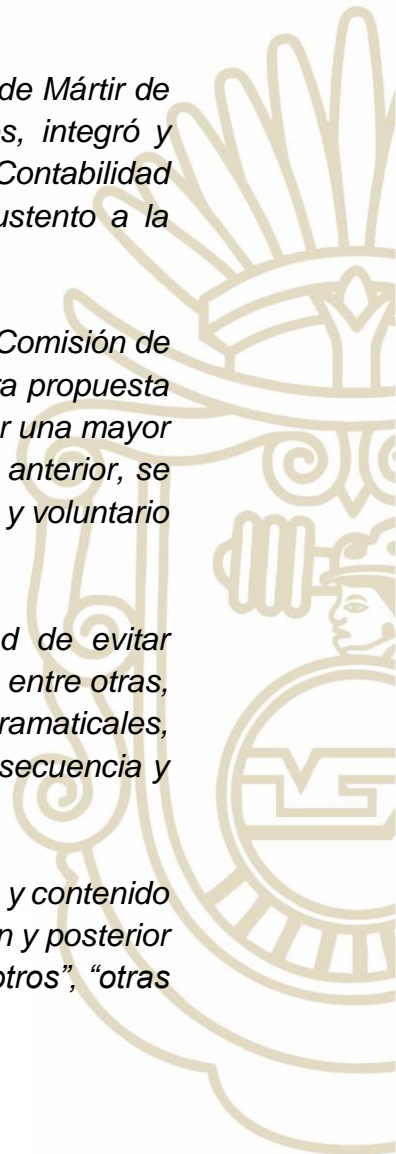 de Mártir de
s, integró y
Contabilidad
ustento a la
Comisión de
a propuesta
r una mayor
anterior, se
y voluntario
d de evitar
entre otras,
ramaticales,
secuencia y
y contenido
n y posterior
otros”, “otras